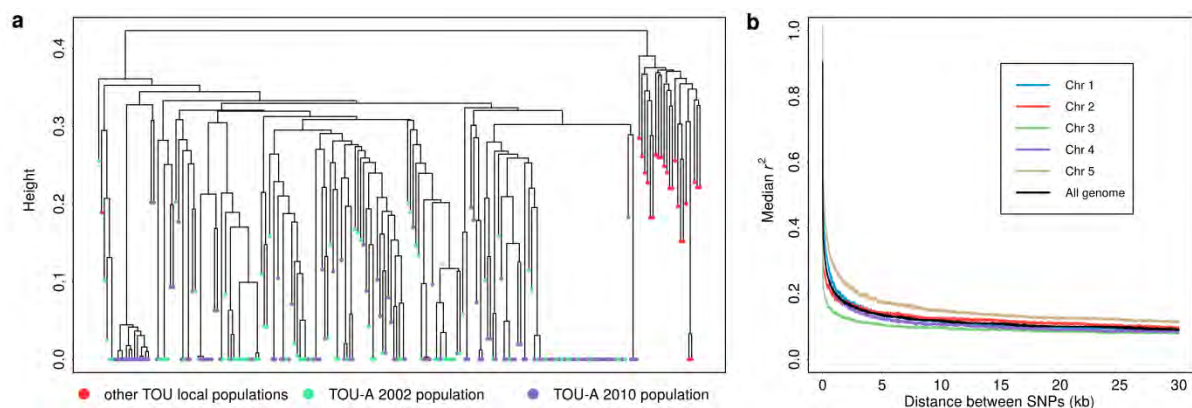 a
Height
0.4
0.3
0.2
0.1
0.0
other TOU local populations
TOU-A 2002 population
TOU-A 2010 population
b
Median r²
1.0
0.8
0.6
0.4
0.2
0.0
Chr 1
Chr 2
Chr 3
Chr 4
Chr 5
All genome
0 5 10 15 20 25 30
Distance between SNPs (kb)